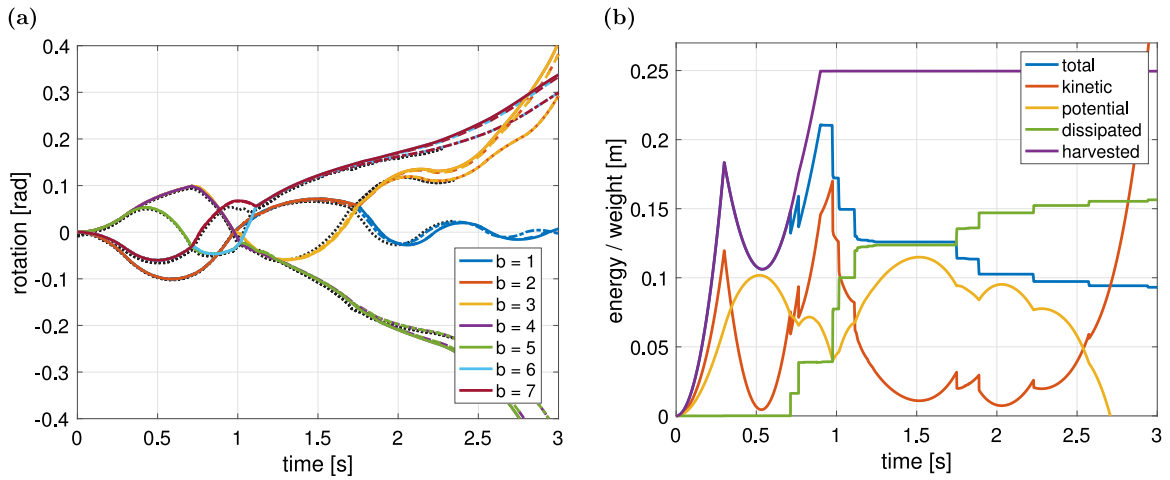 (a)
0.4
0.3
0.2
0.1
0
-0.1
-0.2
-0.3
-0.4
rotation [rad]
0
0.5
1
1.5
2
2.5
3
time [s]
b = 1
b = 2
b = 3
b = 4
b = 5
b = 6
b = 7
(b)
0.25
0.2
0.15
0.1
0.05
0
energy / weight [m]
0
0.5
1
1.5
2
2.5
3
time [s]
total
kinetic
potential
dissipated
harvested